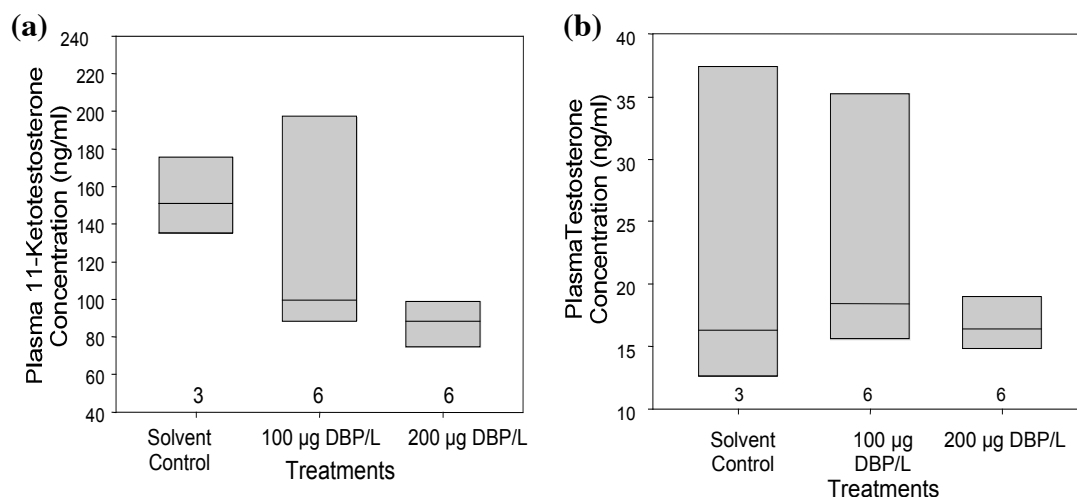 (a)
Plasma 11-Ketotestosterone
Concentration (ng/ml)
240
220
200
180
160
140
120
100
80
60
40
3
6
6
Solvent
Control
100 µg DBP/L
200 µg DBP/L
Treatments
(b)
PlasmaTestosterone
Concentration (ng/ml)
40
35
30
25
20
15
10
3
6
6
Solvent
Control
100 µg
DBP/L
200 µg DBP/L
Treatments